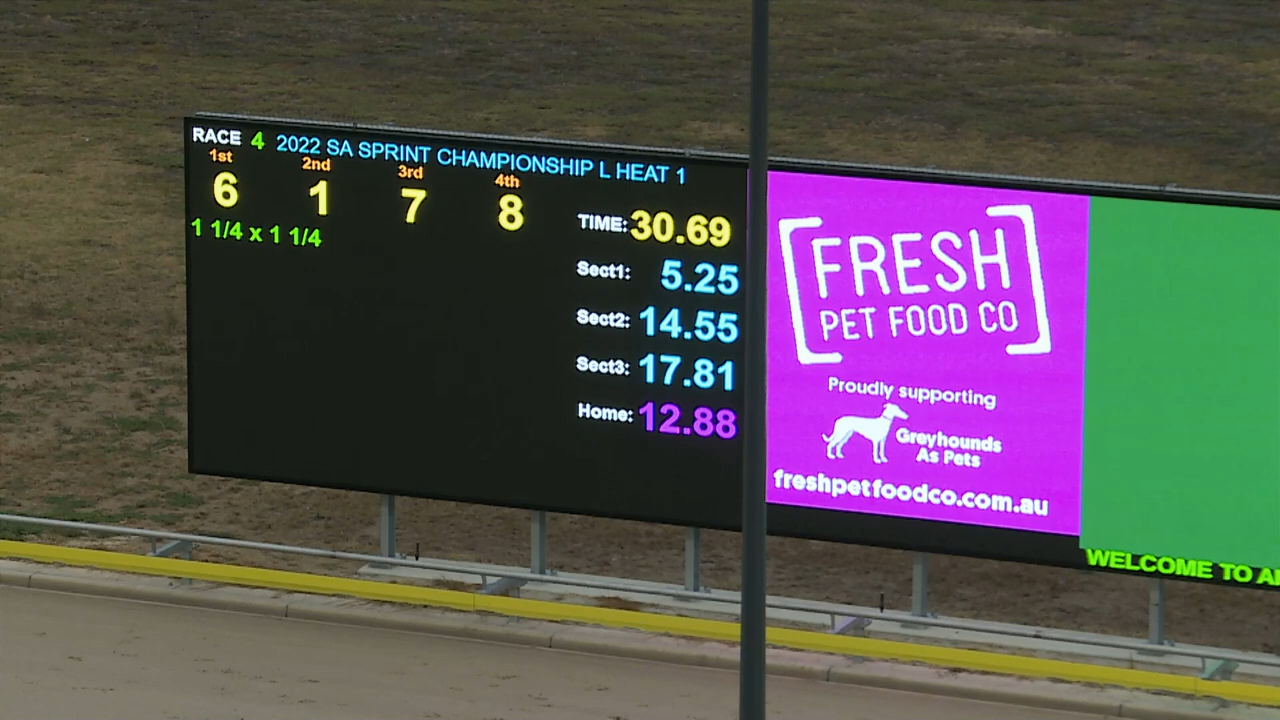 RACE 4 2022 SA SPRINT CHAMPIONSHIP L HEAT 1
1st 2nd 3rd 4th
6 1 7 8
1 1/4 x 1 1/4
TIME: 30.69
Sect1: 5.25
Sect2: 14.55
Sect3: 17.81
Home: 12.88
FRESH
PET FOOD CO
Proudly supporting
Greyhounds
As Pets
freshpetfoodco.com.au
WELCOME TO